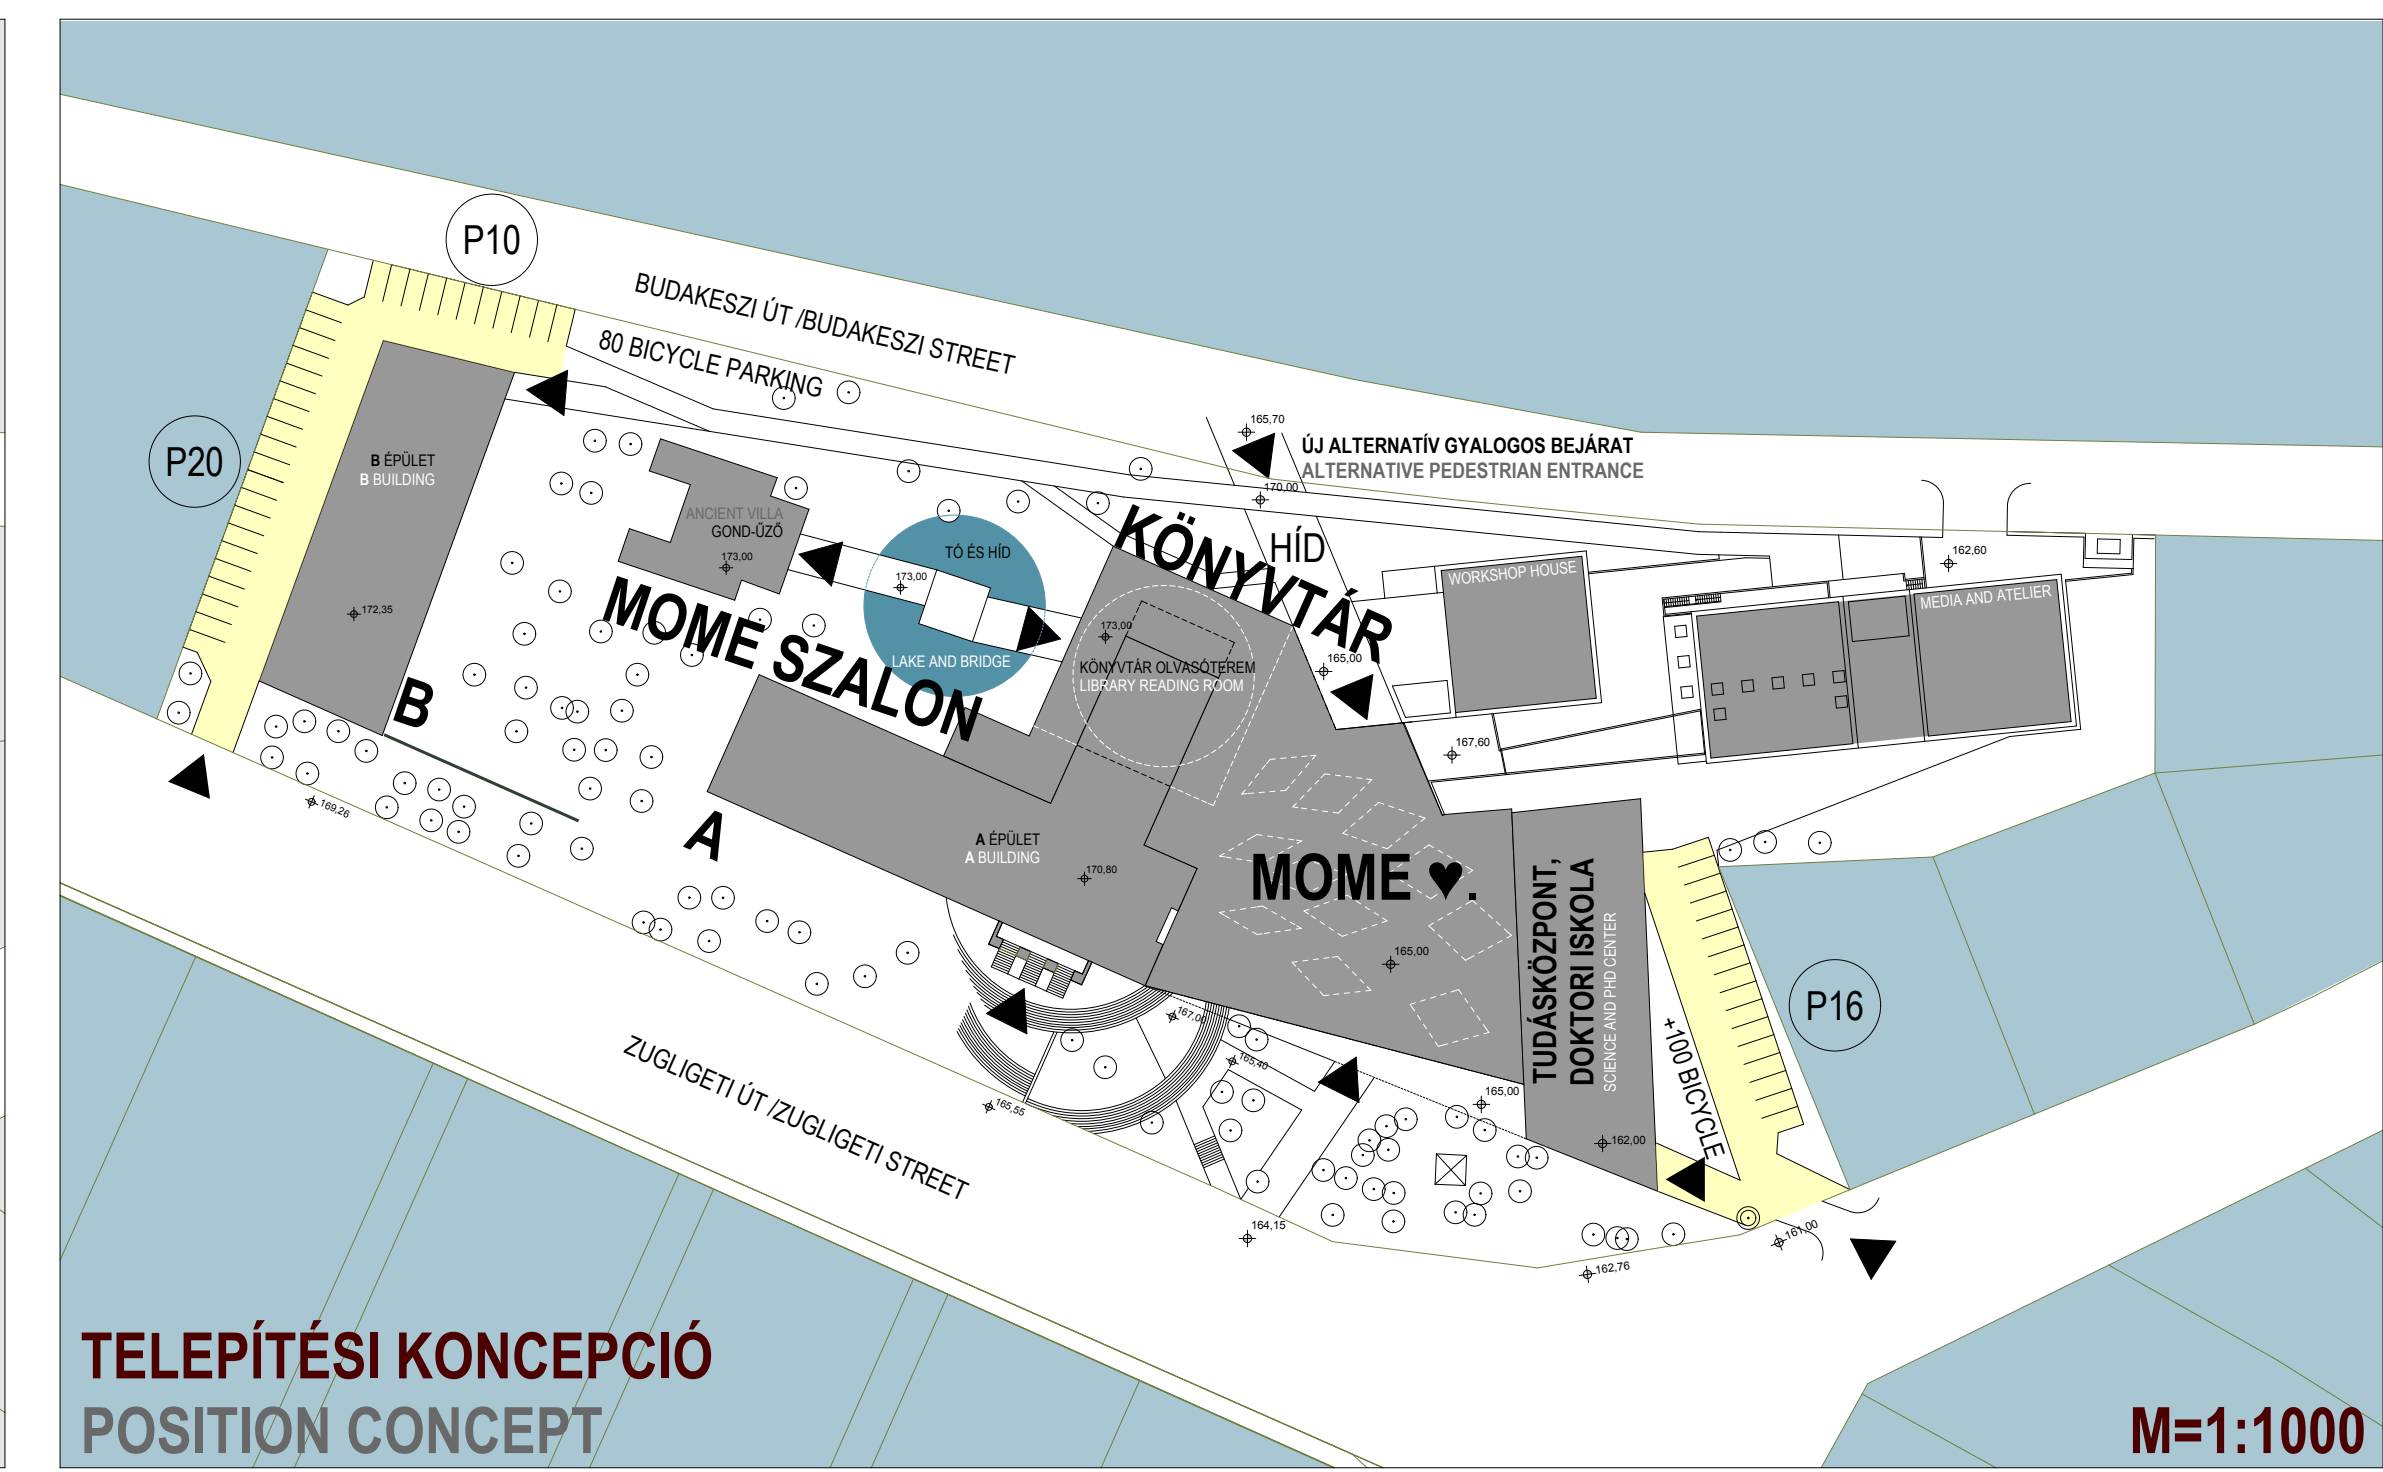 P10
BUDAKESZI ÚT /BUDAKESZI STREET
80 BICYCLE PARKING
P20
B ÉPÜLET
B BUILDING
172,35
B
ANCIENT VILLA
GOND-ŰZŐ
173,00
MOME SZALON
TÓ ÉS HÍD
173,00
LAKE AND BRIDGE
165,70
ÚJ ALTERNATÍV GYALOGOS BEJÁRAT
ALTERNATIVE PEDESTRIAN ENTRANCE
170,00
KÖNYVTÁR
HÍD
173,00
KÖNYVTÁR OLVASÓTEREM
LIBRARY READING ROOM
165,00
WORKSHOP HOUSE
162,60
MEDIA AND ATELIER
167,60
169,26
A
A ÉPÜLET
A BUILDING
170,80
MOME ♥.
165,00
TUDÁSKÖZPONT,
DOKTORI ISKOLA
SCIENCE AND PHD CENTER
+100 BICYCLE
P16
167,00
165,40
165,55
165,00
162,00
164,15
162,76
161,00
ZUGLIGETI ÚT /ZUGLIGETI STREET
TELEPÍTÉSI KONCEPCIÓ
POSITION CONCEPT
M=1:1000